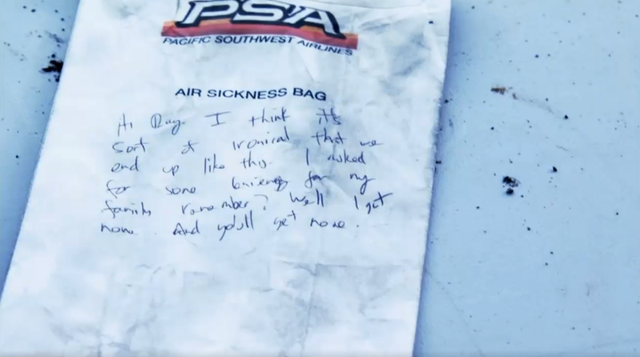 PSA
PACIFIC SOUTHWEST AIRLINES
AIR SICKNESS BAG
Hi Ray. I think it's
sort of ironical that we
end up like this. I asked
for some leniency for my
family remember? Well I got
none. And you'll get none.